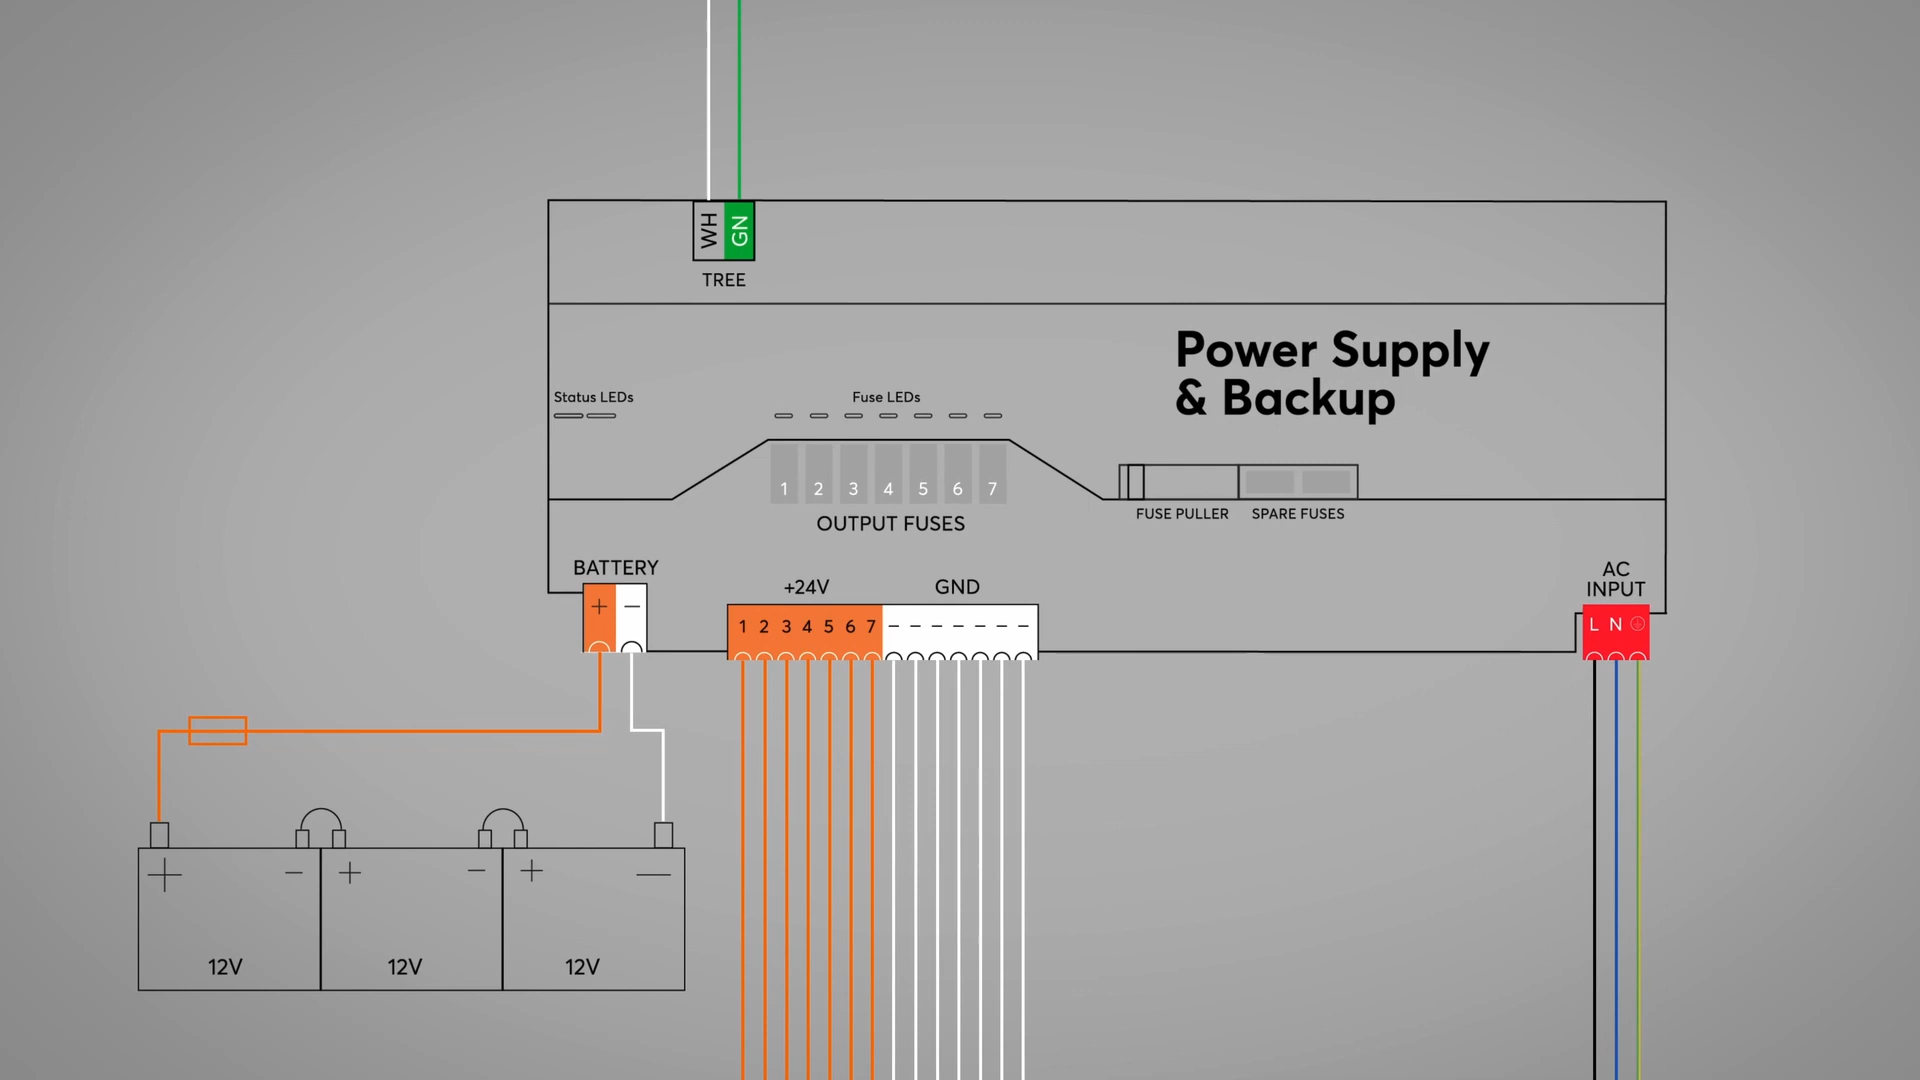 WH GN
TREE
Power Supply
& Backup
Status LEDs
Fuse LEDs
1 2 3 4 5 6 7
OUTPUT FUSES
FUSE PULLER SPARE FUSES
BATTERY
+ −
+24V GND
1 2 3 4 5 6 7 − − − − − − −
AC
INPUT
L N
+ − + − + −
12V 12V 12V